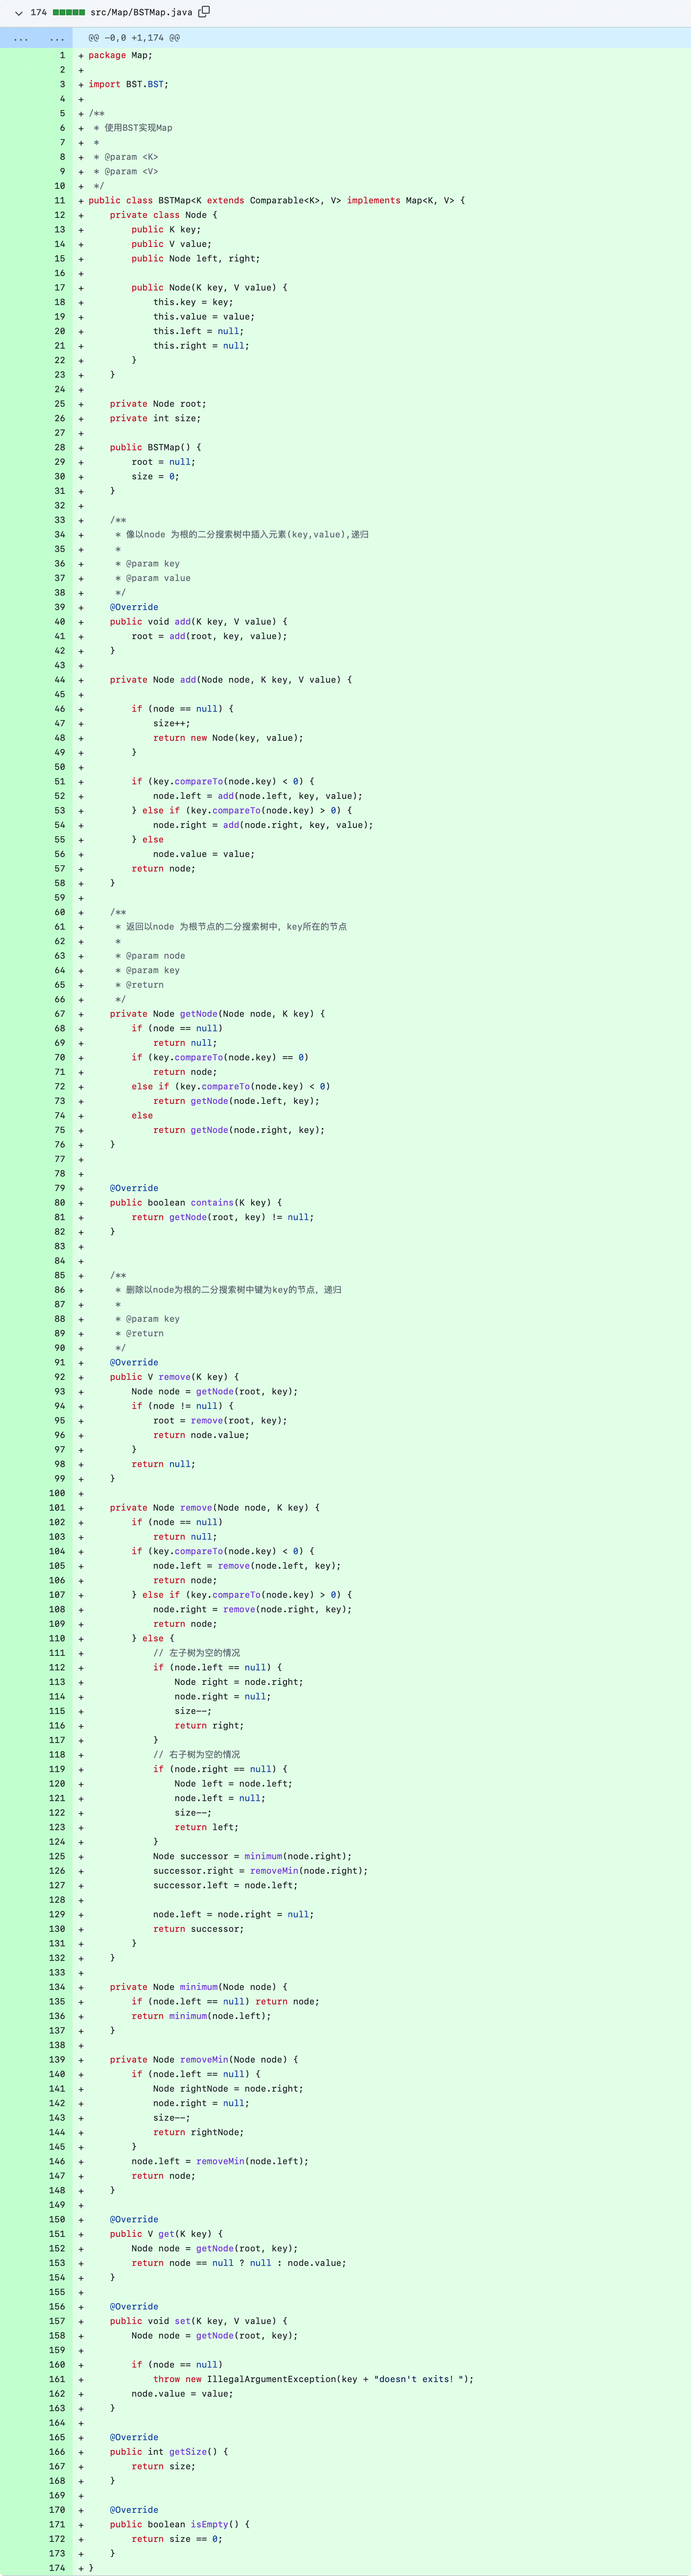 174 src/Map/BSTMap.java
... ... @@ -0,0 +1,174 @@
1 + package Map;
2 +
3 + import BST.BST;
4 +
5 + /**
6 +  * 使用BST实现Map
7 +  *
8 +  * @param <K>
9 +  * @param <V>
10 +  */
11 + public class BSTMap<K extends Comparable<K>, V> implements Map<K, V> {
12 +     private class Node {
13 +         public K key;
14 +         public V value;
15 +         public Node left, right;
16 +
17 +         public Node(K key, V value) {
18 +             this.key = key;
19 +             this.value = value;
20 +             this.left = null;
21 +             this.right = null;
22 +         }
23 +     }
24 +
25 +     private Node root;
26 +     private int size;
27 +
28 +     public BSTMap() {
29 +         root = null;
30 +         size = 0;
31 +     }
32 +
33 +     /**
34 +      * 像以node 为根的二分搜索树中插入元素(key,value),递归
35 +      *
36 +      * @param key
37 +      * @param value
38 +      */
39 +     @Override
40 +     public void add(K key, V value) {
41 +         root = add(root, key, value);
42 +     }
43 +
44 +     private Node add(Node node, K key, V value) {
45 +
46 +         if (node == null) {
47 +             size++;
48 +             return new Node(key, value);
49 +         }
50 +
51 +         if (key.compareTo(node.key) < 0) {
52 +             node.left = add(node.left, key, value);
53 +         } else if (key.compareTo(node.key) > 0) {
54 +             node.right = add(node.right, key, value);
55 +         } else
56 +             node.value = value;
57 +         return node;
58 +     }
59 +
60 +     /**
61 +      * 返回以node 为根节点的二分搜索树中，key所在的节点
62 +      *
63 +      * @param node
64 +      * @param key
65 +      * @return
66 +      */
67 +     private Node getNode(Node node, K key) {
68 +         if (node == null)
69 +             return null;
70 +         if (key.compareTo(node.key) == 0)
71 +             return node;
72 +         else if (key.compareTo(node.key) < 0)
73 +             return getNode(node.left, key);
74 +         else
75 +             return getNode(node.right, key);
76 +     }
77 +
78 +
79 +     @Override
80 +     public boolean contains(K key) {
81 +         return getNode(root, key) != null;
82 +     }
83 +
84 +
85 +     /**
86 +      * 删除以node为根的二分搜索树中键为key的节点，递归
87 +      *
88 +      * @param key
89 +      * @return
90 +      */
91 +     @Override
92 +     public V remove(K key) {
93 +         Node node = getNode(root, key);
94 +         if (node != null) {
95 +             root = remove(root, key);
96 +             return node.value;
97 +         }
98 +         return null;
99 +     }
100 +
101 +     private Node remove(Node node, K key) {
102 +         if (node == null)
103 +             return null;
104 +         if (key.compareTo(node.key) < 0) {
105 +             node.left = remove(node.left, key);
106 +             return node;
107 +         } else if (key.compareTo(node.key) > 0) {
108 +             node.right = remove(node.right, key);
109 +             return node;
110 +         } else {
111 +             // 左子树为空的情况
112 +             if (node.left == null) {
113 +                 Node right = node.right;
114 +                 node.right = null;
115 +                 size--;
116 +                 return right;
117 +             }
118 +             // 右子树为空的情况
119 +             if (node.right == null) {
120 +                 Node left = node.left;
121 +                 node.left = null;
122 +                 size--;
123 +                 return left;
124 +             }
125 +             Node successor = minimum(node.right);
126 +             successor.right = removeMin(node.right);
127 +             successor.left = node.left;
128 +
129 +             node.left = node.right = null;
130 +             return successor;
131 +         }
132 +     }
133 +
134 +     private Node minimum(Node node) {
135 +         if (node.left == null) return node;
136 +         return minimum(node.left);
137 +     }
138 +
139 +     private Node removeMin(Node node) {
140 +         if (node.left == null) {
141 +             Node rightNode = node.right;
142 +             node.right = null;
143 +             size--;
144 +             return rightNode;
145 +         }
146 +         node.left = removeMin(node.left);
147 +         return node;
148 +     }
149 +
150 +     @Override
151 +     public V get(K key) {
152 +         Node node = getNode(root, key);
153 +         return node == null ? null : node.value;
154 +     }
155 +
156 +     @Override
157 +     public void set(K key, V value) {
158 +         Node node = getNode(root, key);
159 +
160 +         if (node == null)
161 +             throw new IllegalArgumentException(key + "doesn't exits! ");
162 +         node.value = value;
163 +     }
164 +
165 +     @Override
166 +     public int getSize() {
167 +         return size;
168 +     }
169 +
170 +     @Override
171 +     public boolean isEmpty() {
172 +         return size == 0;
173 +     }
174 + }